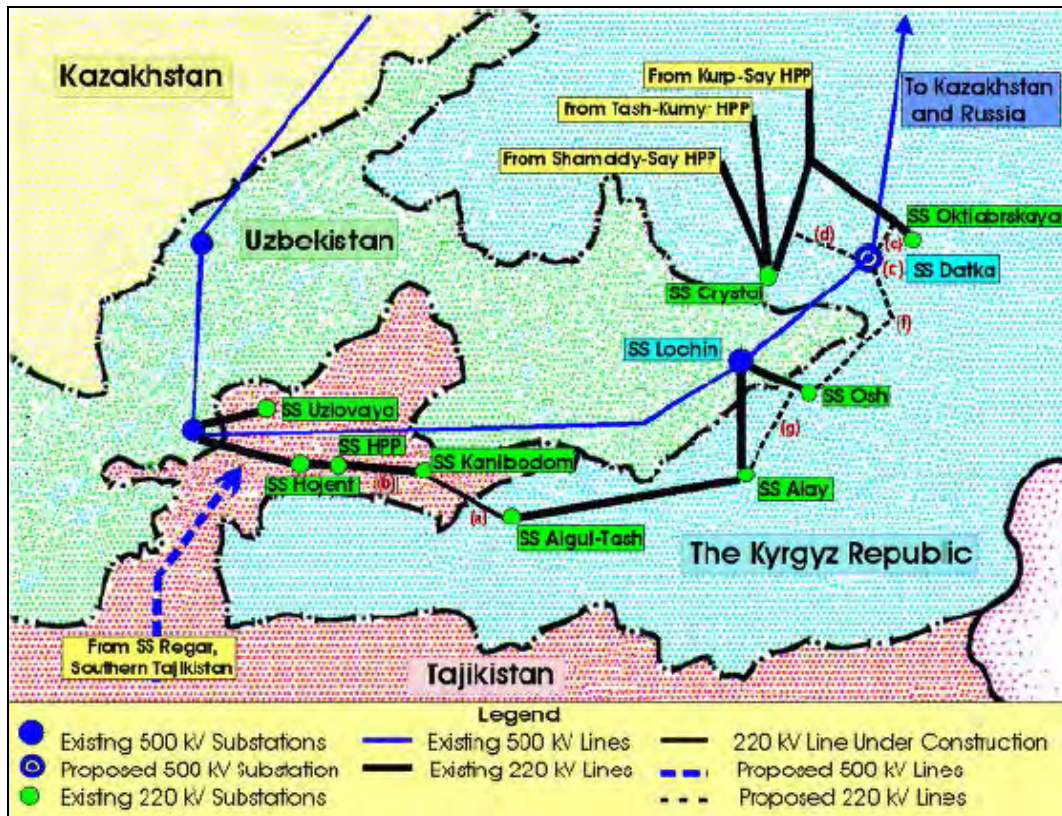 Kazakhstan
From Kurp-Say HPP
To Kazakhstan
and Russia
From Tash-Kumyr HPP
From Shamaldy-Say HPP
SS Oktiabrskaya
Uzbekistan
(d)
(e)
(c)
SS Datka
SS Crystal
(f)
SS Lochin
SS Osh
SS Uzlovaya
(g)
SS HPP
SS Kanibodom
SS Hojent
(b)
SS Alay
(a)
SS Aigul-Tash
The Kyrgyz Republic
From SS Regar,
Southern Tajikistan
Tajikistan
Legend
Existing 500 kV Substations
Existing 500 kV Lines
220 kV Line Under Construction
Proposed 500 kV Substation
Existing 220 kV Lines
Proposed 500 kV Lines
Existing 220 kV Substations
Proposed 220 kV Lines